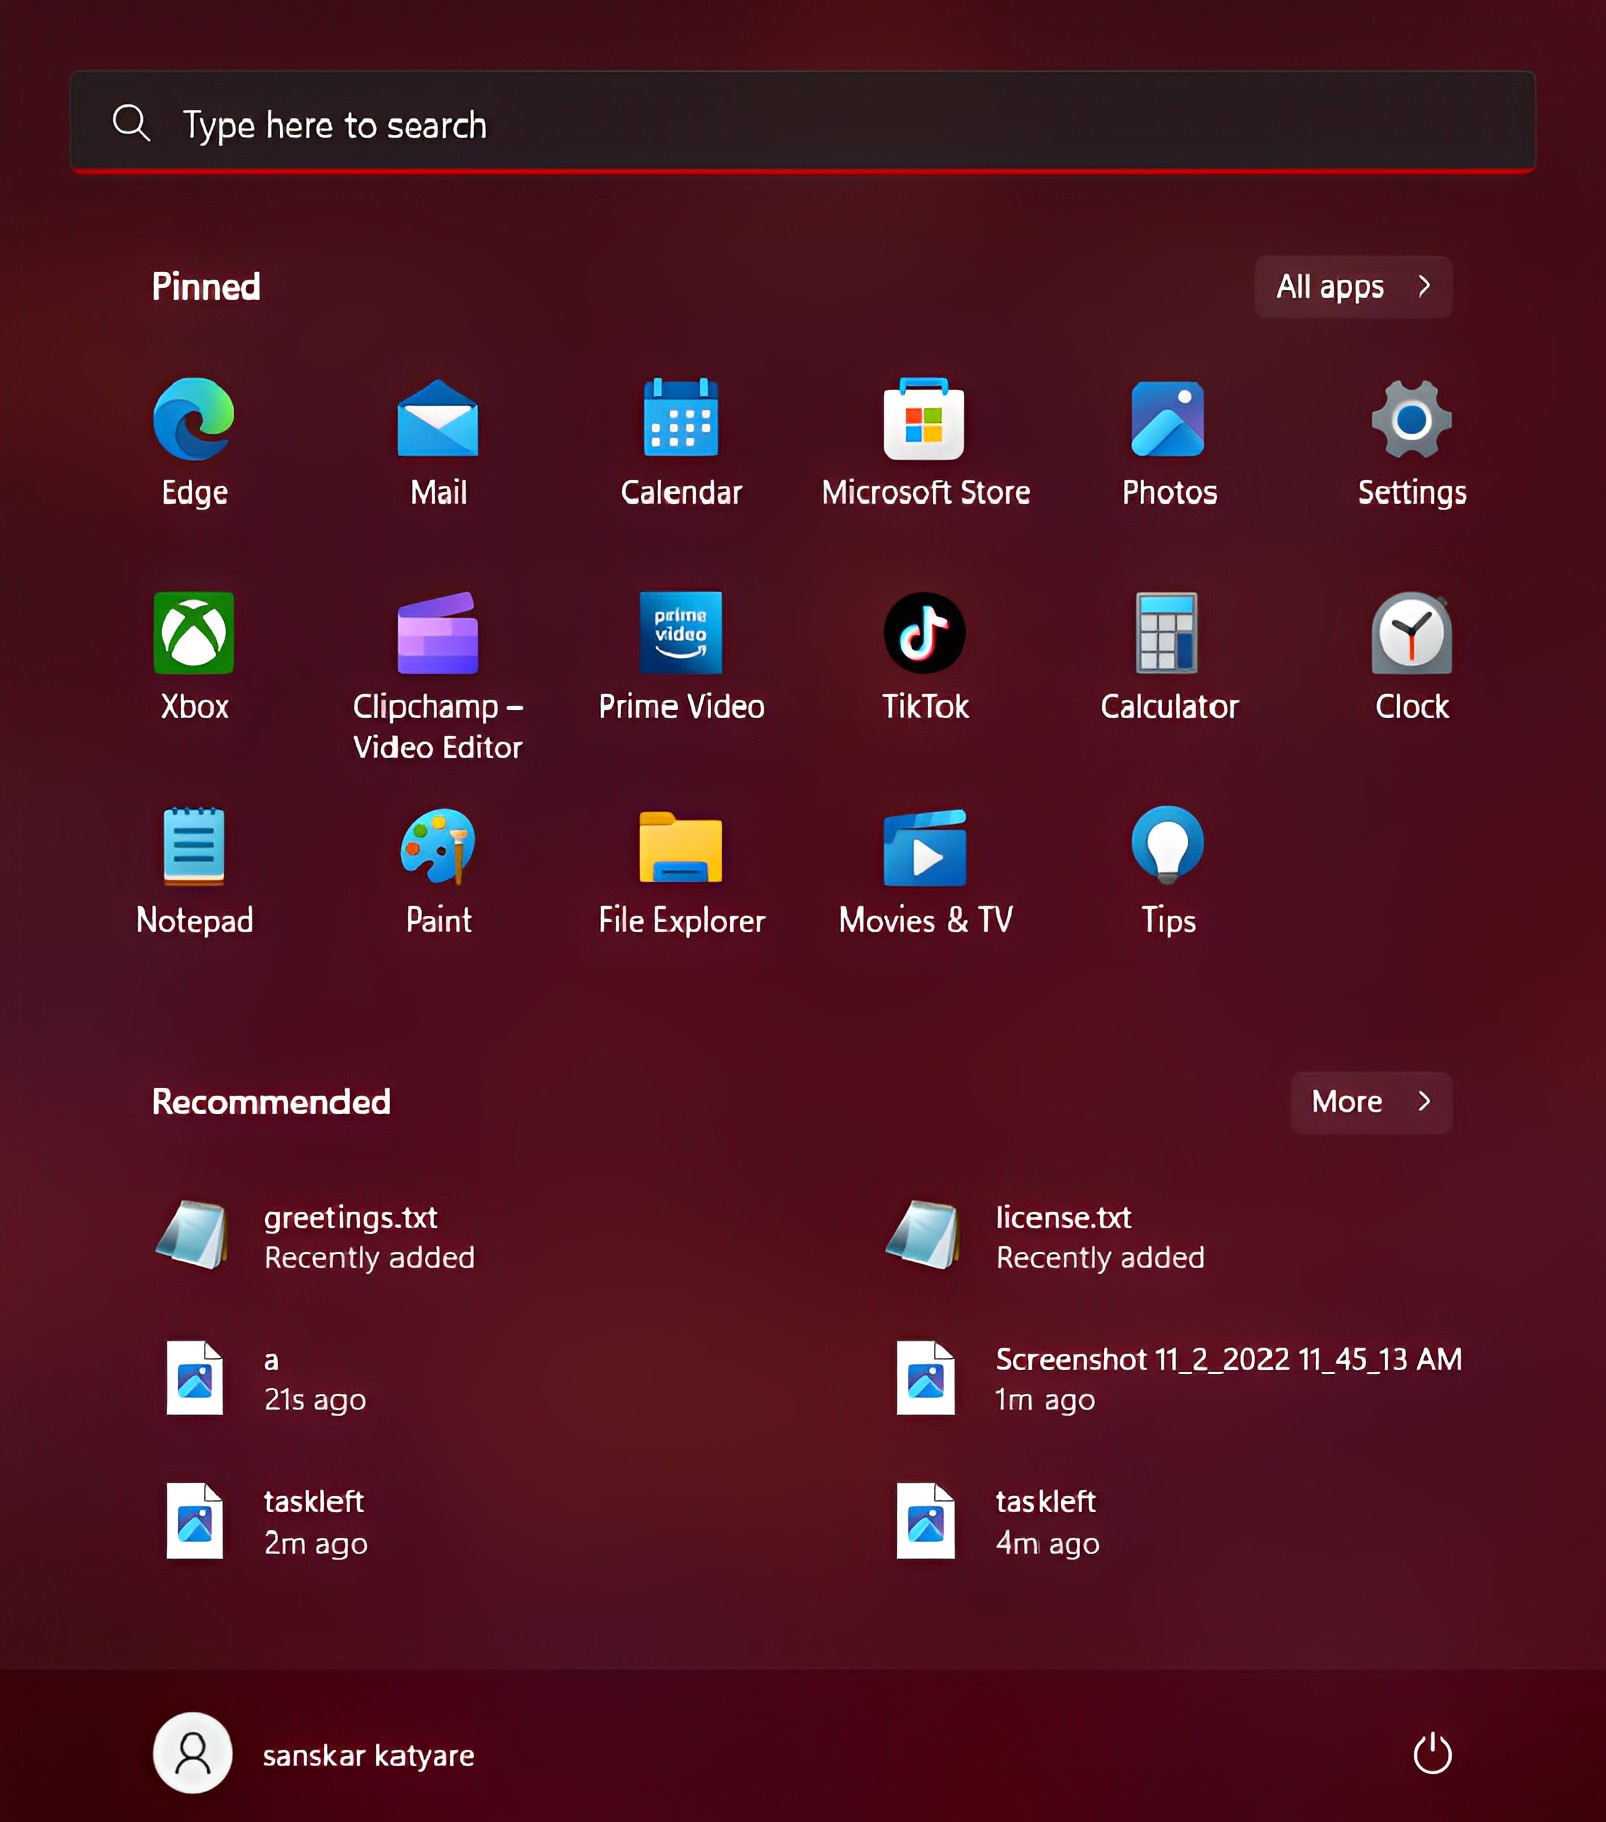 Type here to search
Pinned
All apps
Edge
Mail
Calendar
Microsoft Store
Photos
Settings
prime
video
Xbox
Clipchamp –
Video Editor
Prime Video
TikTok
Calculator
Clock
Notepad
Paint
File Explorer
Movies & TV
Tips
Recommended
More
greetings.txt
Recently added
license.txt
Recently added
a
21s ago
Screenshot 11_2_2022 11_45_13 AM
1m ago
taskleft
2m ago
taskleft
4m ago
sanskar katyare